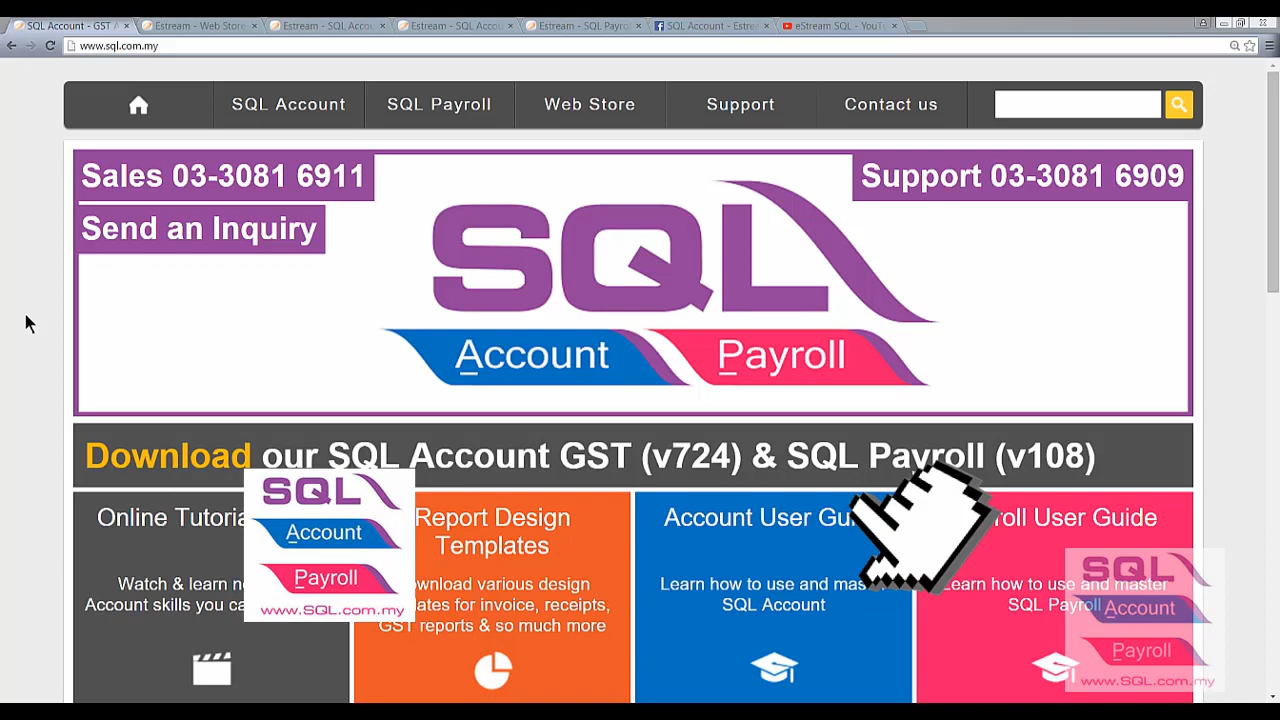 SQL Account - GST A
Estream - Web Store
Estream - SQL Accou
Estream - SQL Accou
Estream - SQL Payro
SQL Account - Estre
eStream SQL - YouT
www.sql.com.my
SQL Account
SQL Payroll
Web Store
Support
Contact us
Sales 03-3081 6911
Support 03-3081 6909
Send an Inquiry
SQL
Account
Payroll
Download our SQL Account GST (v724) & SQL Payroll (v108)
Online Tutoria
Watch & learn n
Account skills you ca
SQL
Account
Payroll
www.SQL.com.my
Report Design
Templates
ownload various design
ates for invoice, receipts,
GST reports & so much more
Account User Gu
Learn how to use and mas
SQL Account
roll User Guide
Learn how to use and master
SQL Payroll
SQL
Account
Payroll
www.SQL.com.my